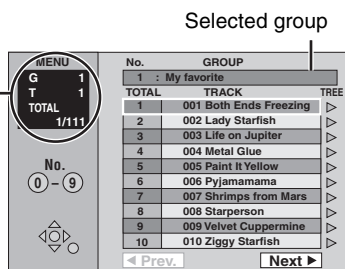 Selected group
MENU
G 1
T 1
TOTAL
1/111
No.
0 – 9
No. GROUP
1 : My favorite
TOTAL TRACK TREE
1 001 Both Ends Freezing
2 002 Lady Starfish
3 003 Life on Jupiter
4 004 Metal Glue
5 005 Paint It Yellow
6 006 Pyjamamama
7 007 Shrimps from Mars
8 008 Starperson
9 009 Velvet Cuppermine
10 010 Ziggy Starfish
◀ Prev. Next ▶